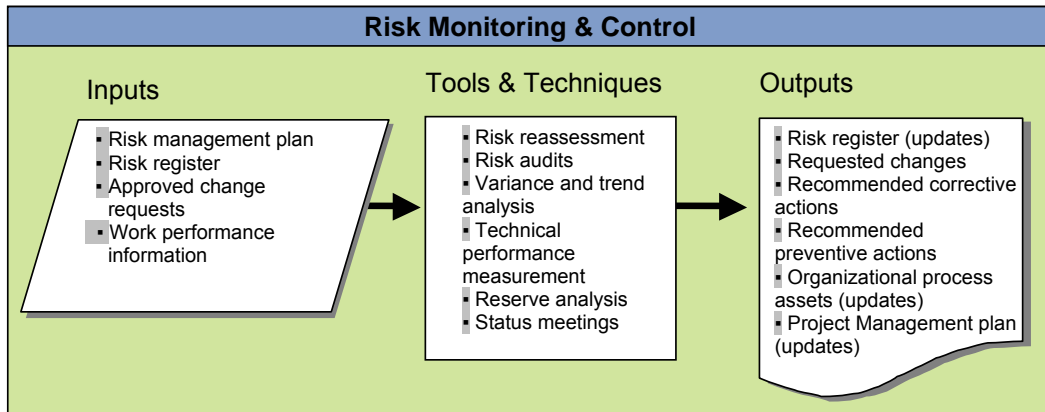 Risk Monitoring & Control
Inputs
▪ Risk management plan
▪ Risk register
▪ Approved change
requests
▪ Work performance
information
Tools & Techniques
▪ Risk reassessment
▪ Risk audits
▪ Variance and trend
analysis
▪ Technical
performance
measurement
▪ Reserve analysis
▪ Status meetings
Outputs
▪ Risk register (updates)
▪ Requested changes
▪ Recommended corrective
actions
▪ Recommended
preventive actions
▪ Organizational process
assets (updates)
▪ Project Management plan
(updates)